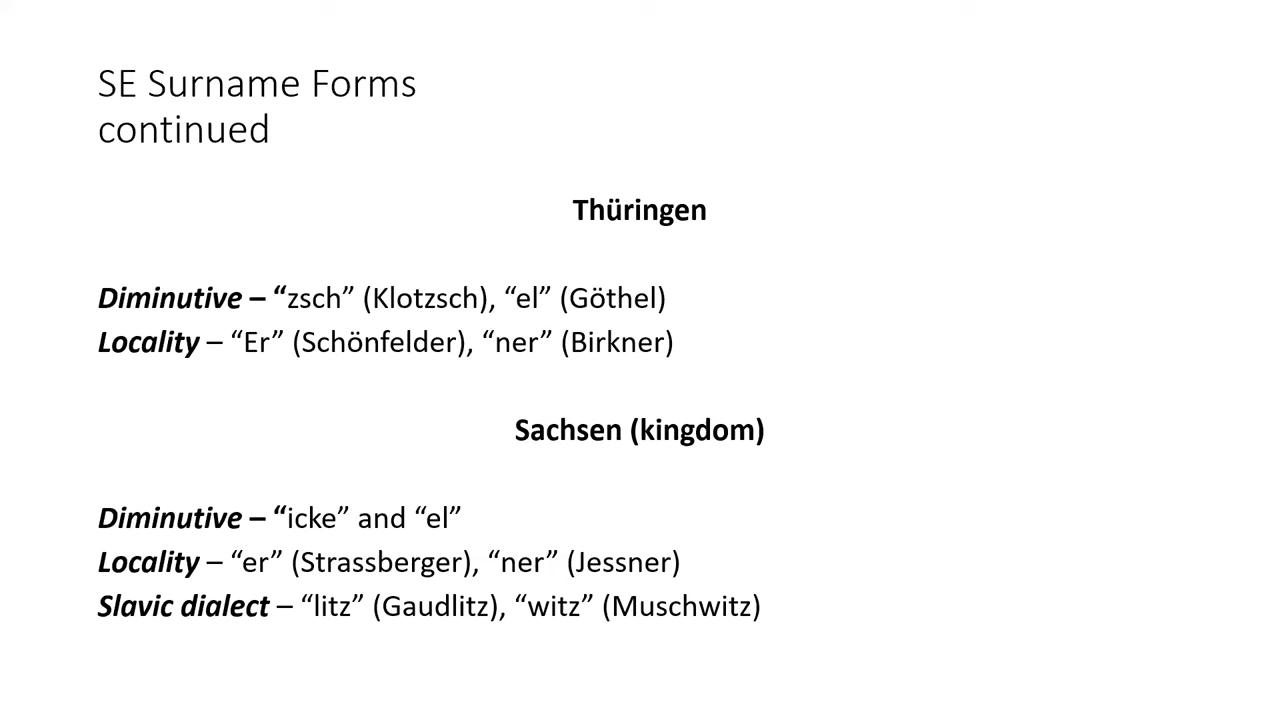 SE Surname Forms
continued
Thüringen
Diminutive – “zsch” (Klotzsch), “el” (Göthel)
Locality – “Er” (Schönfelder), “ner” (Birkner)
Sachsen (kingdom)
Diminutive – “icke” and “el”
Locality – “er” (Strassberger), “ner” (Jessner)
Slavic dialect – “litz” (Gaudlitz), “witz” (Muschwitz)